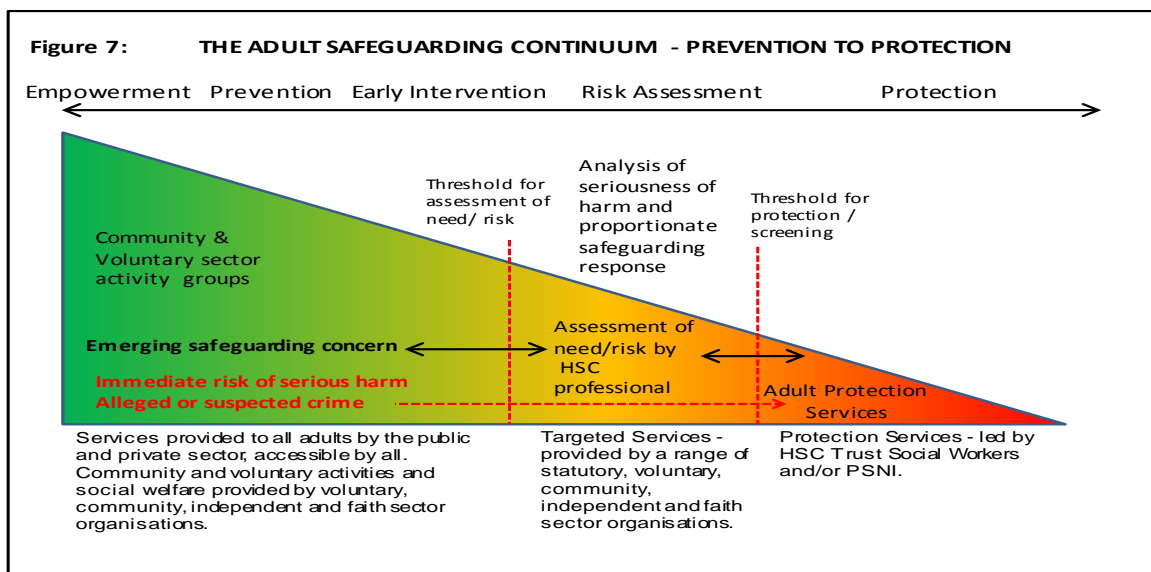 Figure 7: THE ADULT SAFEGUARDING CONTINUUM - PREVENTION TO PROTECTION
Empowerment Prevention Early Intervention Risk Assessment Protection
Threshold for
assessment of
need/ risk
Analysis of
seriousness of
harm and
proportionate
safeguarding
response
Threshold for
protection /
screening
Community &
Voluntary sector
activity groups
Emerging safeguarding concern
Immediate risk of serious harm
Alleged or suspected crime
Assessment of
need/risk by
HSC
professional
Adult Protection
Services
Services provided to all adults by the public
and private sector, accessible by all.
Community and voluntary activities and
social welfare provided by voluntary,
community, independent and faith sector
organisations.
Targeted Services -
provided by a range of
statutory, voluntary,
community,
independent and faith
sector organisations.
Protection Services - led by
HSC Trust Social Workers
and/or PSNI.